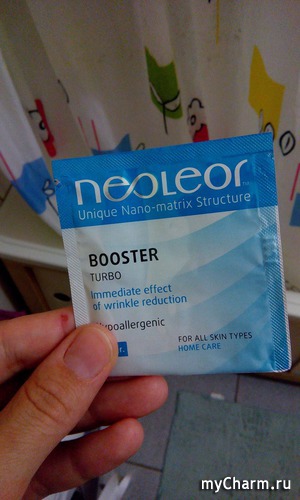 neoleor
Unique Nano-matrix Structure
BOOSTER
TURBO
Immediate effect
of wrinkle reduction
FOR ALL SKIN TYPES
HOME CARE
myCharm.ru